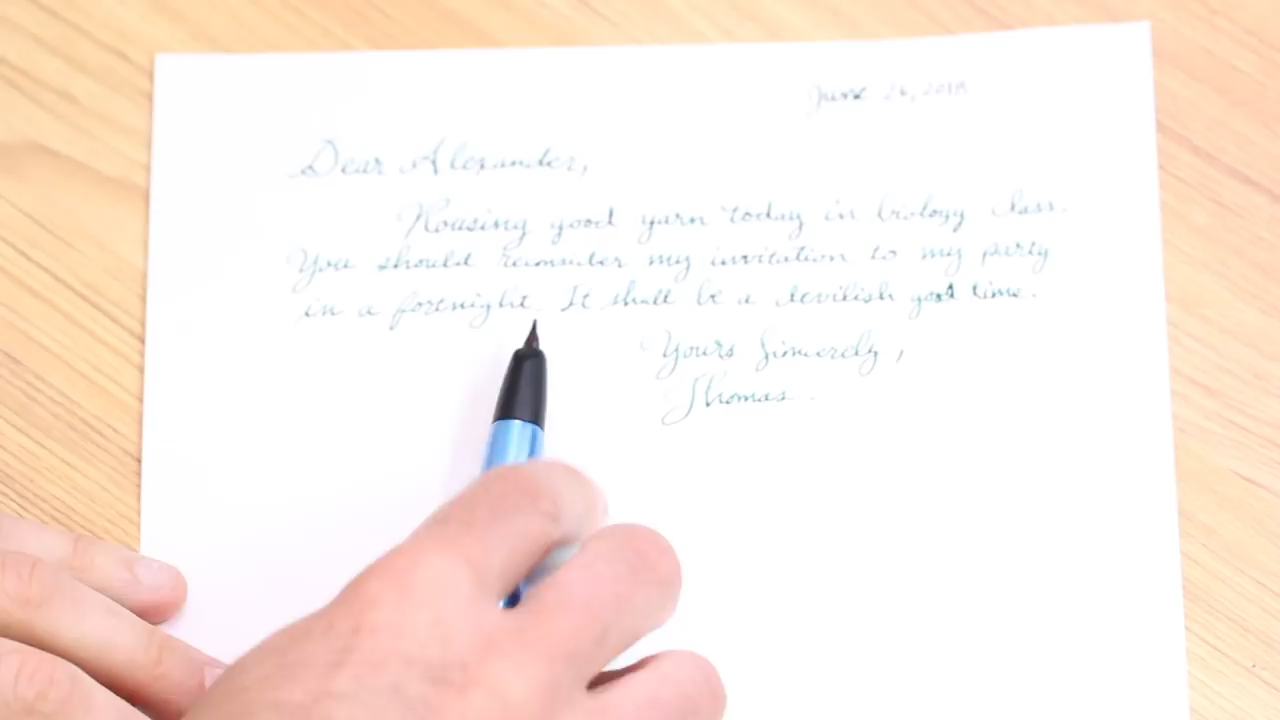 June 26, 2018
Dear Alexander,
Rousing good yarn today in biology class.
You should reconsider my invitation to my party
in a fortnight. It shall be a devilish good time.
Yours Sincerely,
Thomas.